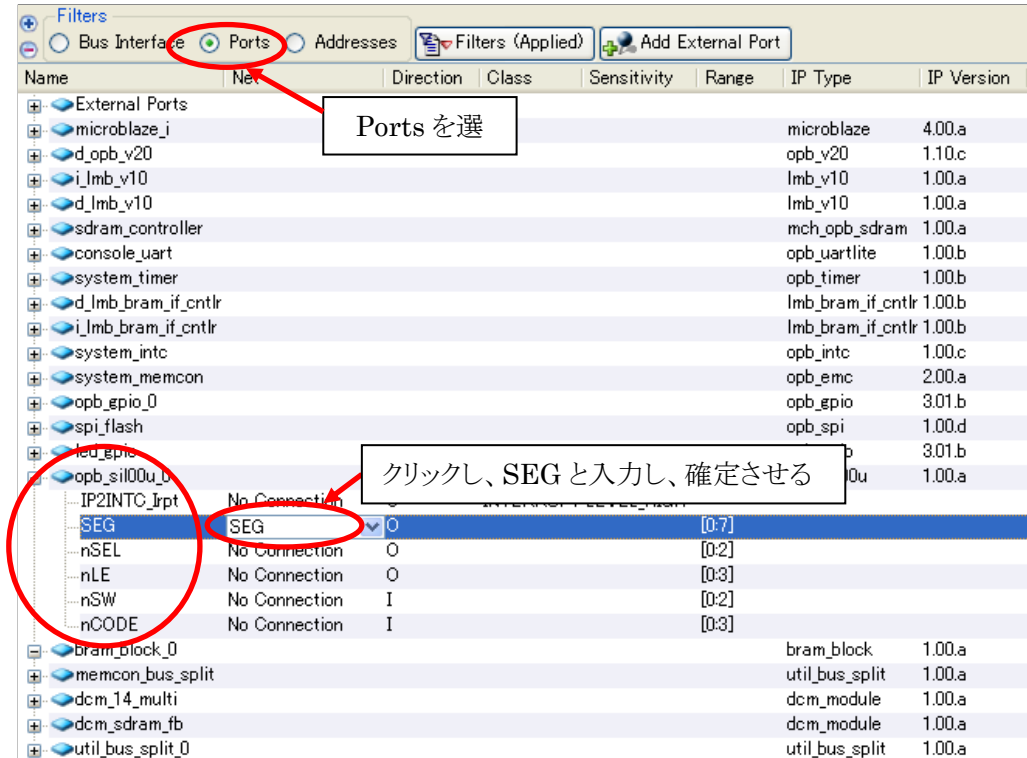 Filters
Bus Interface Ports Addresses Filters (Applied) Add External Port
Name Net Direction Class Sensitivity Range IP Type IP Version
External Ports
Ports を選
microblaze_i microblaze 4.00.a
d_opb_v20 opb_v20 1.10.c
i_lmb_v10 lmb_v10 1.00.a
d_lmb_v10 lmb_v10 1.00.a
sdram_controller mch_opb_sdram 1.00.a
console_uart opb_uartlite 1.00.b
system_timer opb_timer 1.00.b
d_lmb_bram_if_cntlr lmb_bram_if_cntlr 1.00.b
i_lmb_bram_if_cntlr lmb_bram_if_cntlr 1.00.b
system_intc opb_intc 1.00.c
system_memcon opb_emc 2.00.a
opb_gpio_0 opb_gpio 3.01.b
spi_flash opb_spi 1.00.d
led_gpio 3.01.b
クリックし、SEG と入力し、確定させる
opb_sil00u_0 00u 1.00.a
IP2INTC_Irpt No Connection
SEG SEG O [0:7]
nSEL No Connection O [0:2]
nLE No Connection O [0:3]
nSW No Connection I [0:2]
nCODE No Connection I [0:3]
bram_block_0 bram_block 1.00.a
memcon_bus_split util_bus_split 1.00.a
dcm_14_multi dcm_module 1.00.a
dcm_sdram_fb dcm_module 1.00.a
util_bus_split_0 util_bus_split 1.00.a